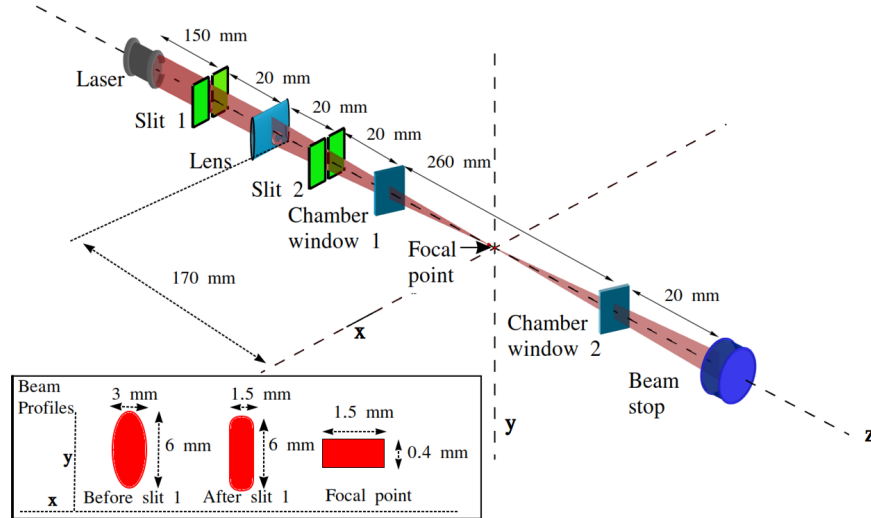 150 mm
Laser
20 mm
Slit 1
20 mm
Lens
20 mm
Slit 2
260 mm
Chamber
window 1
Focal
point
170 mm
x
20 mm
Chamber
window 2
Beam
stop
y
z
Beam
Profiles
3 mm
1.5 mm
1.5 mm
6 mm
6 mm
0.4 mm
y
x
Before slit 1
After slit 1
Focal point